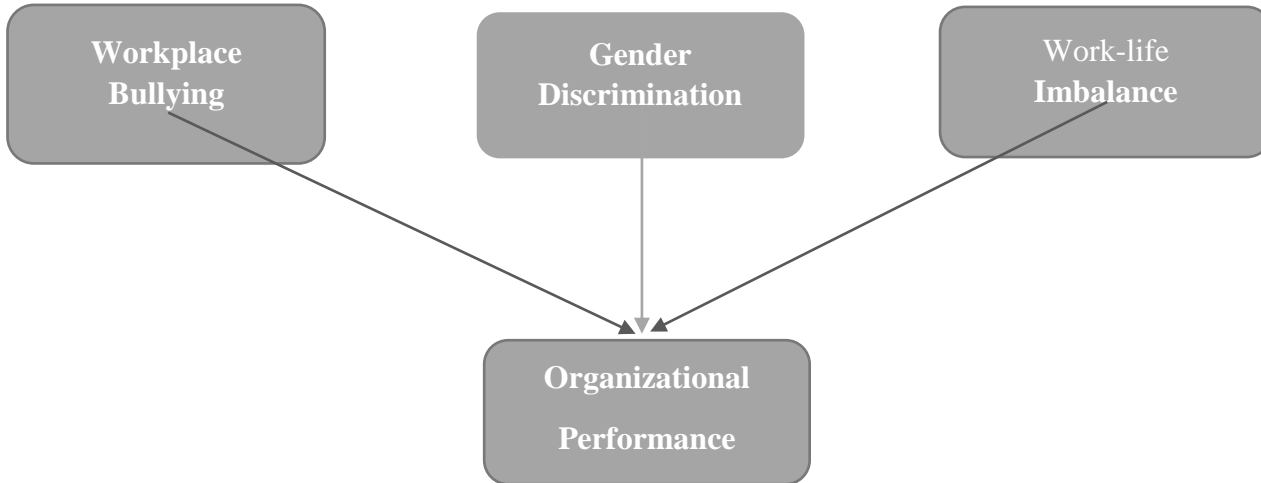 Workplace
Bullying
Gender
Discrimination
Work-life
Imbalance
Organizational
Performance